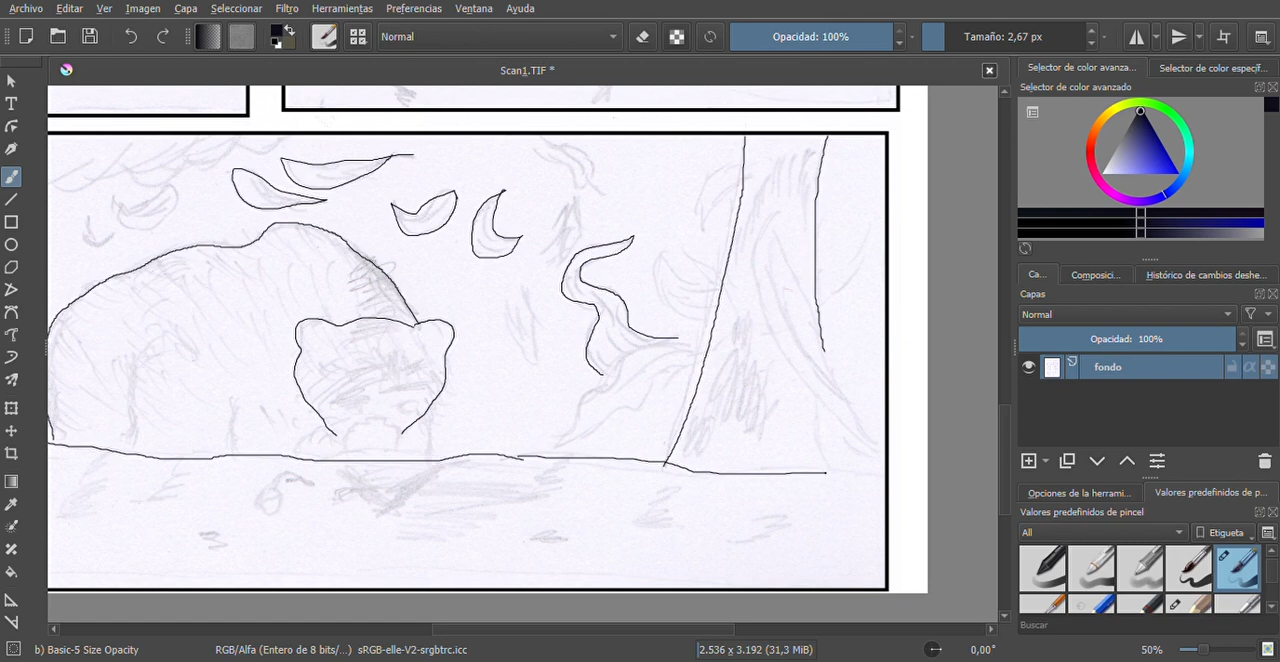 Archivo Editar Ver Imagen Capa Seleccionar Filtro Herramientas Preferencias Ventana Ayuda
Normal Opacidad: 100% Tamaño: 2,67 px
Scan1.TIF *
Selector de color avanza... Selector de color específ...
Selector de color avanzado
Ca... Composici... Histórico de cambios deshe...
Capas
Normal
Opacidad: 100%
fondo
Opciones de la herrami... Valores predefinidos de p...
Valores predefinidos de pincel
All Etiqueta
Buscar
b) Basic-5 Size Opacity RGB/Alfa (Entero de 8 bits/...) sRGB-elle-V2-srgbtrc.icc 2.536 x 3.192 (31,3 MiB) 0,00° 50%